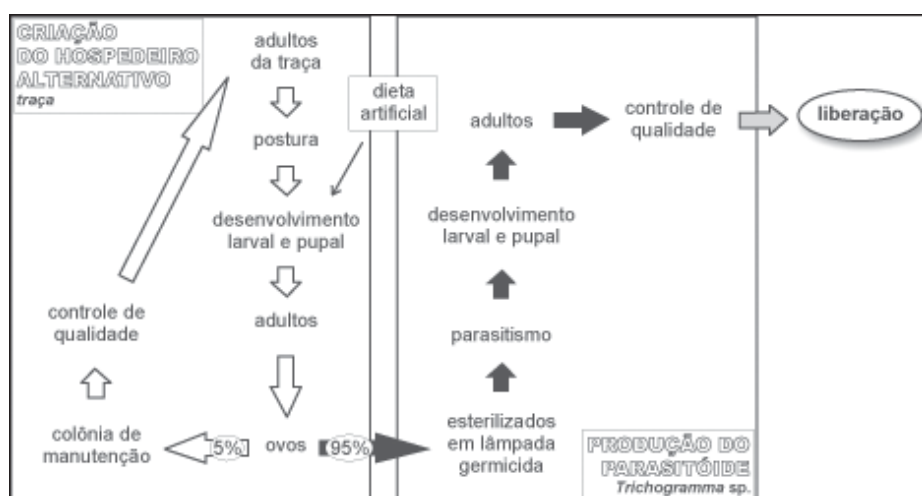 CRIAÇÃO
DO HOSPEDEIRO
ALTERNATIVO
traça
adultos
da traça
postura
dieta
artificial
desenvolvimento
larval e pupal
adultos
ovos
5%
95%
colônia de
manutenção
controle de
qualidade
esterilizados
em lâmpada
germicida
parasitismo
desenvolvimento
larval e pupal
adultos
controle de
qualidade
liberação
PRODUÇÃO DO
PARASITÓIDE
Trichogramma sp.